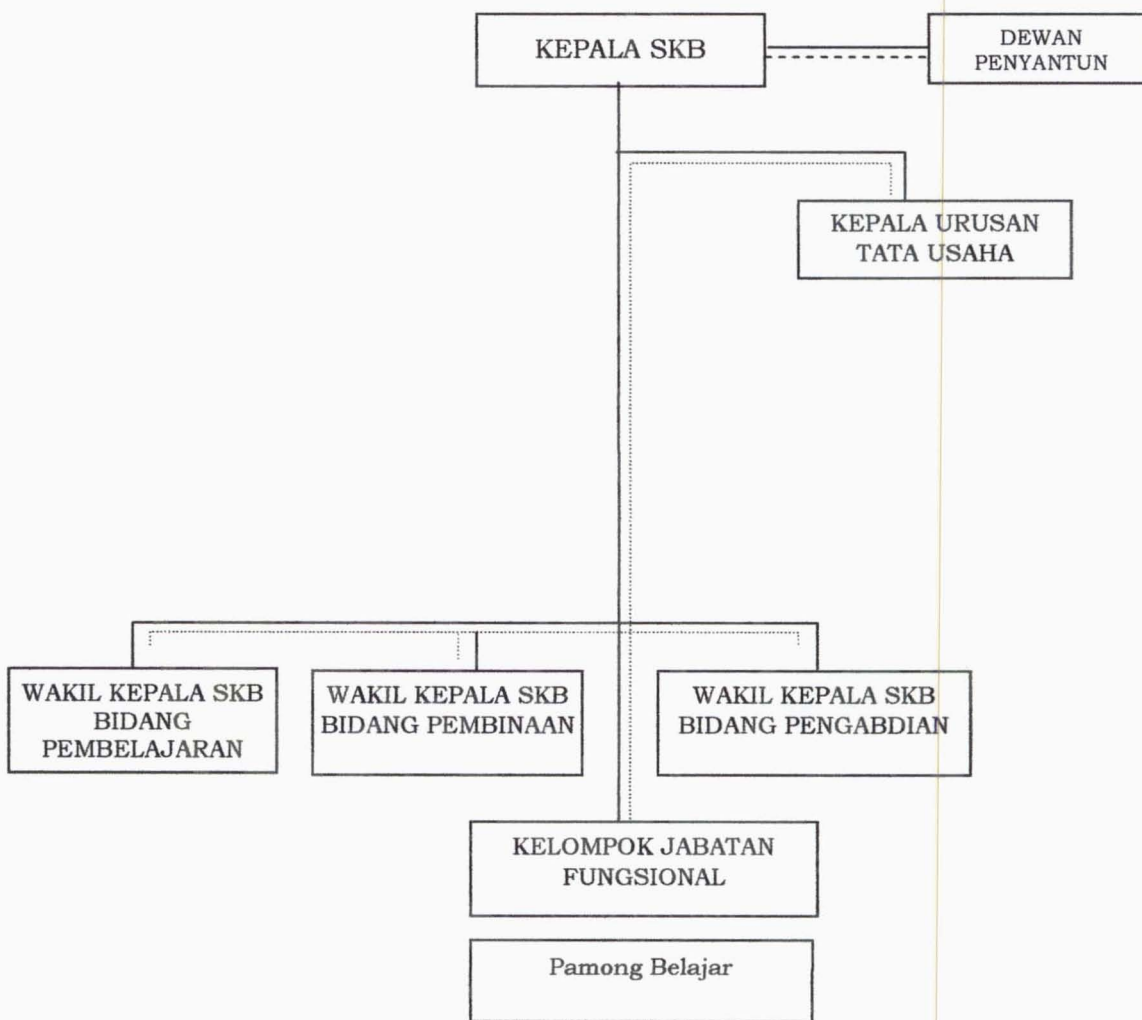 KEPALA SKB
DEWAN
PENYANTUN
KEPALA URUSAN
TATA USAHA
WAKIL KEPALA SKB
BIDANG
PEMBELAJARAN
WAKIL KEPALA SKB
BIDANG PEMBINAAN
WAKIL KEPALA SKB
BIDANG PENGABDIAN
KELOMPOK JABATAN
FUNGSIONAL
Pamong Belajar